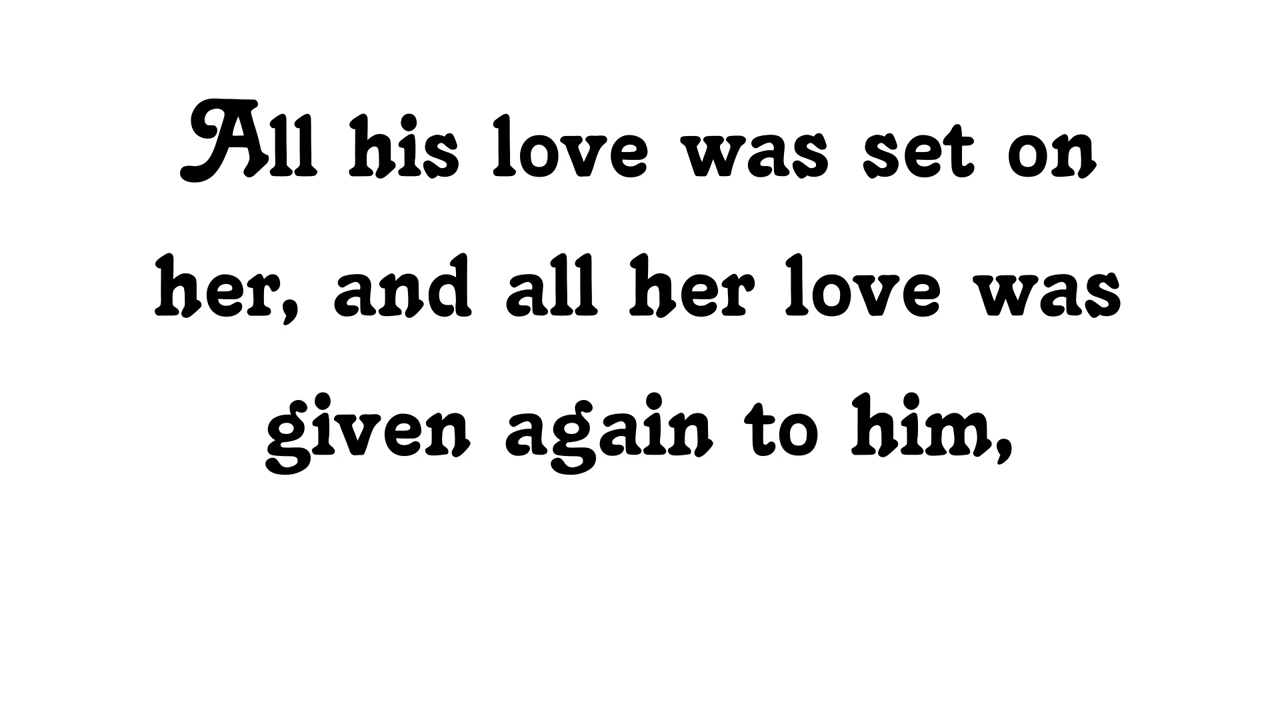 All his love was set on
her, and all her love was
given again to him,